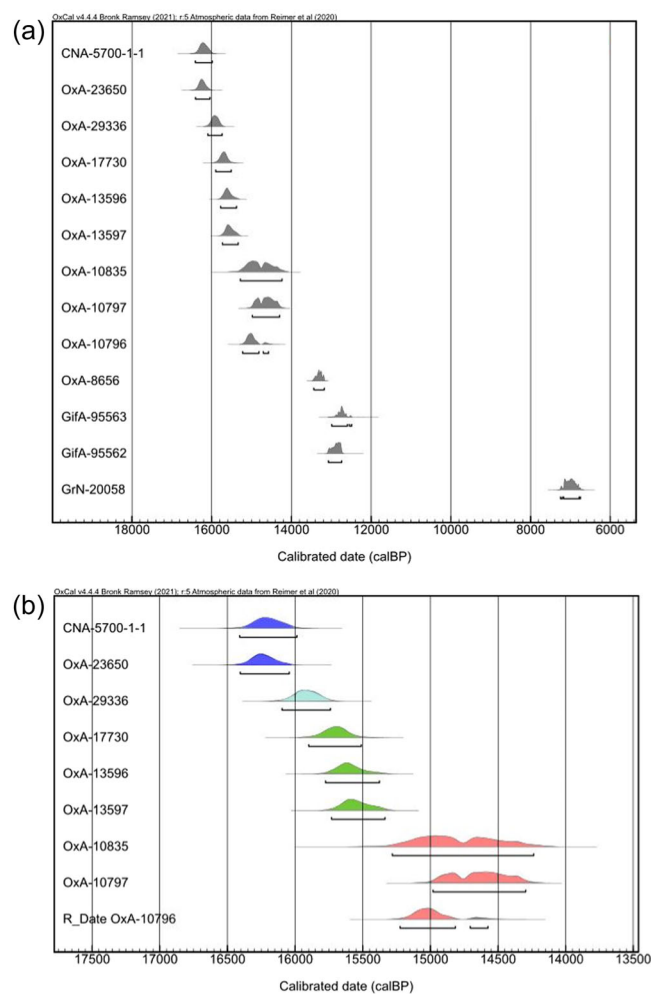 (a)
OxCal v4.4.4 Bronk Ramsey (2021); r:5 Atmospheric data from Reimer et al (2020)
CNA-5700-1-1
OxA-23650
OxA-29336
OxA-17730
OxA-13596
OxA-13597
OxA-10835
OxA-10797
OxA-10796
OxA-8656
GifA-95563
GifA-95562
GrN-20058
18000 16000 14000 12000 10000 8000 6000
Calibrated date (calBP)
(b)
OxCal v4.4.4 Bronk Ramsey (2021); r:5 Atmospheric data from Reimer et al (2020)
CNA-5700-1-1
OxA-23650
OxA-29336
OxA-17730
OxA-13596
OxA-13597
OxA-10835
OxA-10797
R_Date OxA-10796
17500 17000 16500 16000 15500 15000 14500 14000 13500
Calibrated date (calBP)